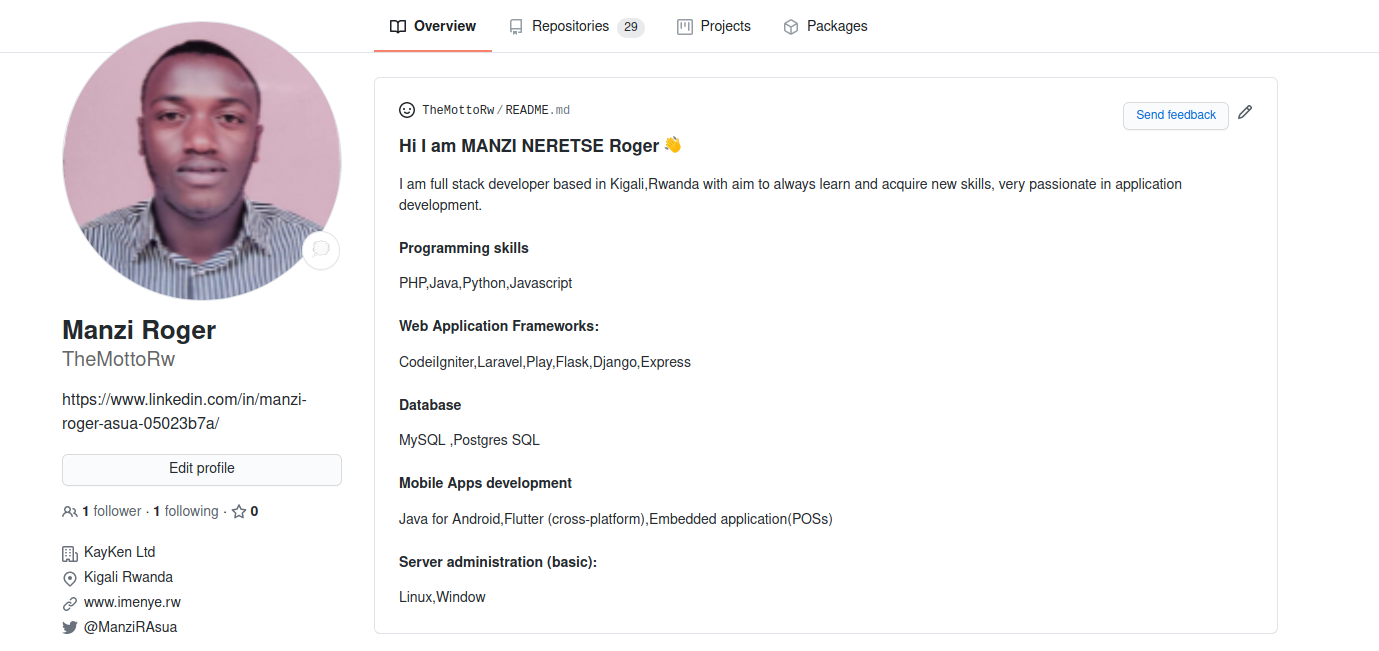 Overview
Repositories 29
Projects
Packages
Manzi Roger
TheMottoRw
https://www.linkedin.com/in/manzi-
roger-asua-05023b7a/
Edit profile
1 follower · 1 following · 0
KayKen Ltd
Kigali Rwanda
www.imenye.rw
@ManziRAsua
TheMottoRw/README.md
Send feedback
Hi I am MANZI NERETSE Roger 👋
I am full stack developer based in Kigali,Rwanda with aim to always learn and acquire new skills, very passionate in application
development.
Programming skills
PHP,Java,Python,Javascript
Web Application Frameworks:
CodeiIgniter,Laravel,Play,Flask,Django,Express
Database
MySQL ,Postgres SQL
Mobile Apps development
Java for Android,Flutter (cross-platform),Embedded application(POSs)
Server administration (basic):
Linux,Window